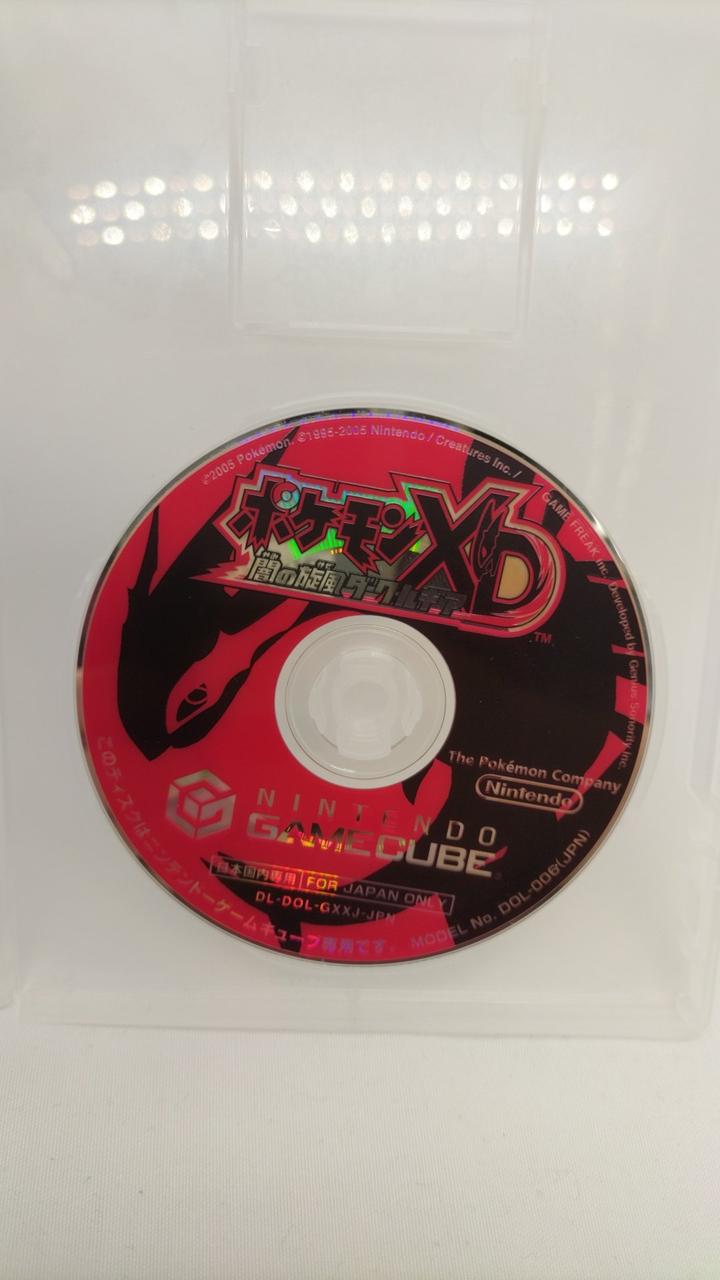 ©2005 Pokémon. ©1995-2005 Nintendo / Creatures Inc. /
GAME FREAK inc. Developed by Genius Sonority Inc.
ポケモンXD
やみ かぜ
闇の旋風ダーク・ルギア
TM
The Pokémon Company
Nintendo
NINTENDO
GAMECUBE®
日本国内専用 FOR JAPAN ONLY
DL-DOL-GXXJ-JPN
このディスクはニンテンドーゲームキューブ専用です。 MODEL No. DOL-006(JPN)